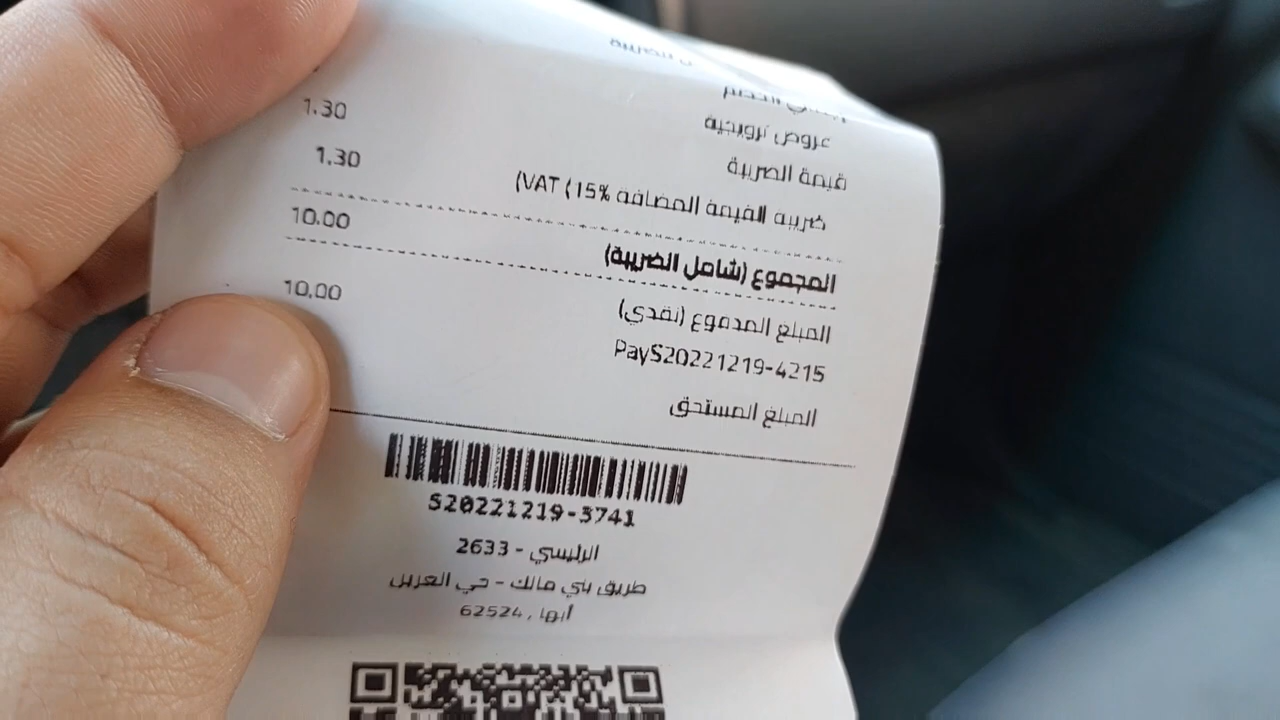 عروض ترويجية
قيمة الضريبة 1.30
ضريبة القيمة المضافة 15% (VAT) 1.30
المجموع (شامل الضريبة) 10.00
المبلغ المدموع (نقدي) 10.00
PayS20221219-4215
المبلغ المستحق
S20221219-3741
الرئيسي - 2633
طريق بني مالك - حي العرين
أبها , 62524